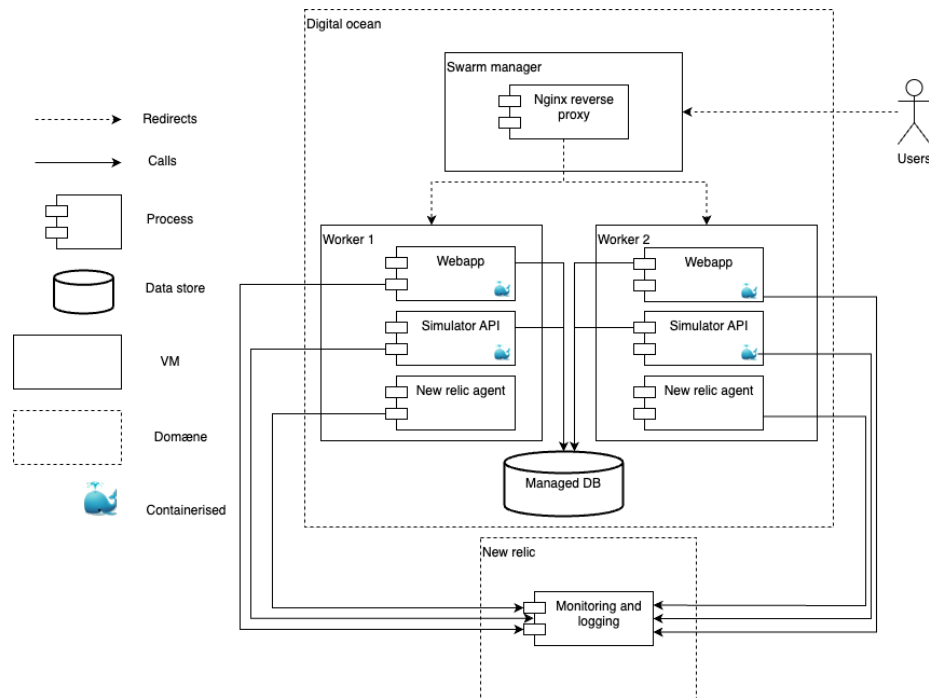 Digital ocean
Swarm manager
Nginx reverse
proxy
Users
Redirects
Calls
Process
Data store
VM
Domæne
Containerised
Worker 1
Webapp
Simulator API
New relic agent
Worker 2
Webapp
Simulator API
New relic agent
Managed DB
New relic
Monitoring and
logging